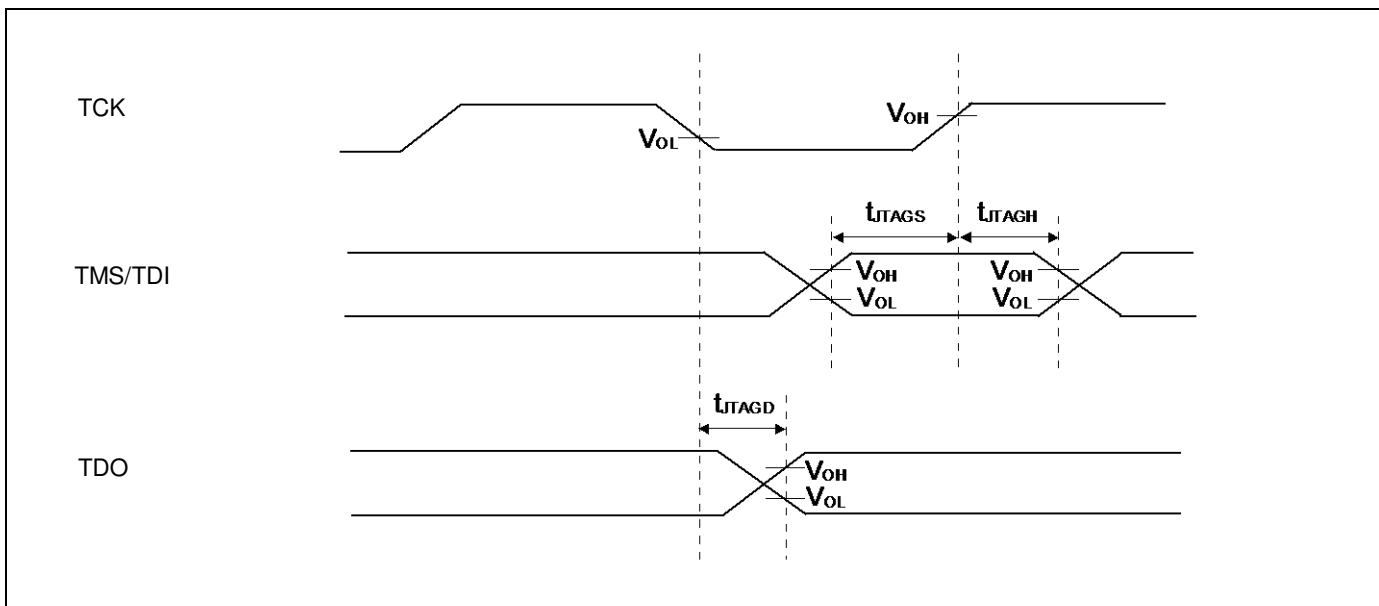 TCK
VOL
VOH
tJTAGS
tJTAGH
TMS/TDI
VOH
VOL
VOH
VOL
tJTAGD
TDO
VOH
VOL